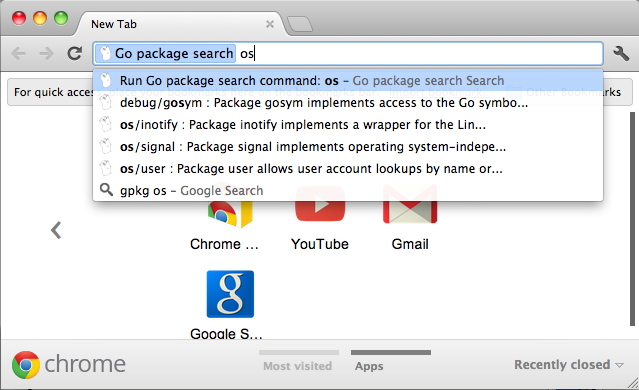 New Tab
Go package search os
Run Go package search command: os – Go package search Search
For quick access
debug/gosym : Package gosym implements access to the Go symbo...
os/inotify : Package inotify implements a wrapper for the Lin...
os/signal : Package signal implements operating system-indepe...
os/user : Package user allows user account lookups by name or...
gpkg os – Google Search
Chrome ...
YouTube
Gmail
Google S...
chrome
Most visited
Apps
Recently closed